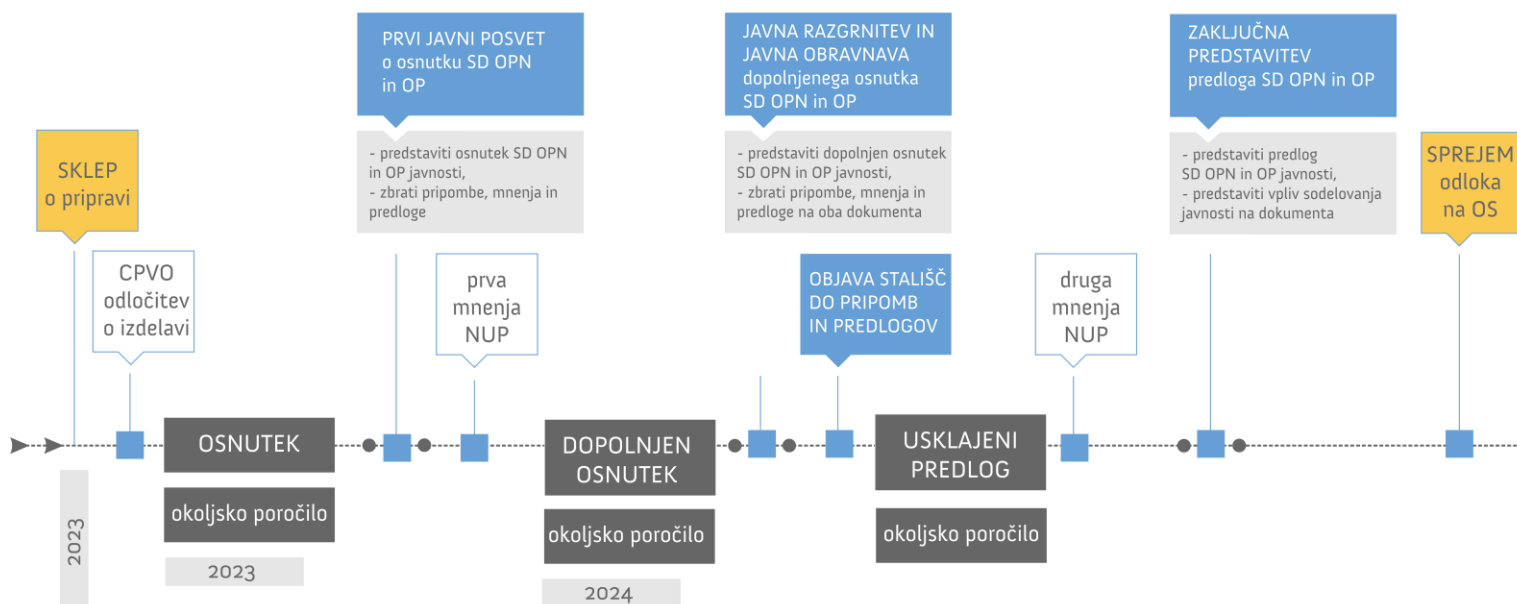 SKLEP
o pripravi
CPVO
odločitev
o izdelavi
PRVI JAVNI POSVET
o osnutku SD OPN
in OP
- predstaviti osnutek SD OPN
in OP javnosti,
- zbrati pripombe, mnenja in
predloge
prva
mnenja
NUP
JAVNA RAZGRNITEV IN
JAVNA OBRAVNAVA
dopolnjenega osnutka
SD OPN in OP
- predstaviti dopolnjen osnutek
SD OPN in OP javnosti,
- zbrati pripombe, mnenja in
predloge na oba dokumenta
OBJAVA STALIŠČ
DO PRIPOMB
IN PREDLOGOV
druga
mnenja
NUP
ZAKLJUČNA
PREDSTAVITEV
predloga SD OPN in OP
- predstaviti predlog
SD OPN in OP javnosti,
- predstaviti vpliv sodelovanja
javnosti na dokumenta
SPREJEM
odloka
na OS
2023
OSNUTEK
okoljsko poročilo
2023
DOPOLNJEN
OSNUTEK
okoljsko poročilo
2024
USKLAJENI
PREDLOG
okoljsko poročilo